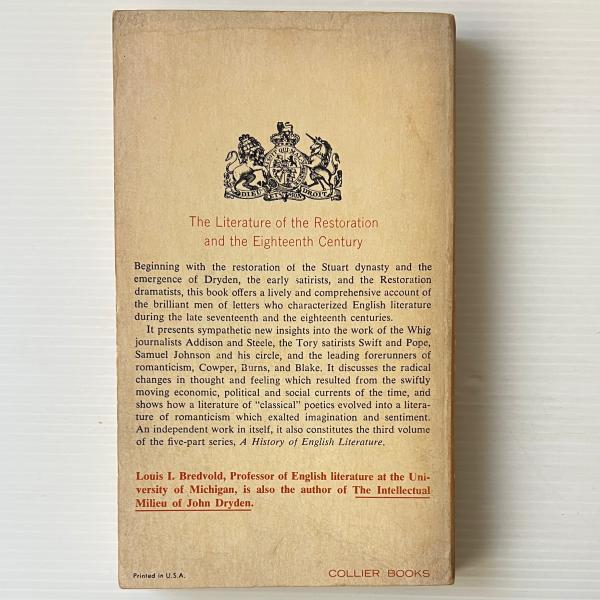 DIEU ET MON DROIT
The Literature of the Restoration
and the Eighteenth Century
Beginning with the restoration of the Stuart dynasty and the
emergence of Dryden, the early satirists, and the Restoration
dramatists, this book offers a lively and comprehensive account of
the brilliant men of letters who characterized English literature
during the late seventeenth and the eighteenth centuries.
It presents sympathetic new insights into the work of the Whig
journalists Addison and Steele, the Tory satirists Swift and Pope,
Samuel Johnson and his circle, and the leading forerunners of
romanticism, Cowper, Burns, and Blake. It discusses the radical
changes in thought and feeling which resulted from the swiftly
moving economic, political and social currents of the time, and
shows how a literature of "classical" poetics evolved into a litera-
ture of romanticism which exalted imagination and sentiment.
An independent work in itself, it also constitutes the third volume
of the five-part series, A History of English Literature.
Louis I. Bredvold, Professor of English literature at the Uni-
versity of Michigan, is also the author of The Intellectual
Milieu of John Dryden.
Printed in U.S.A.
COLLIER BOOKS